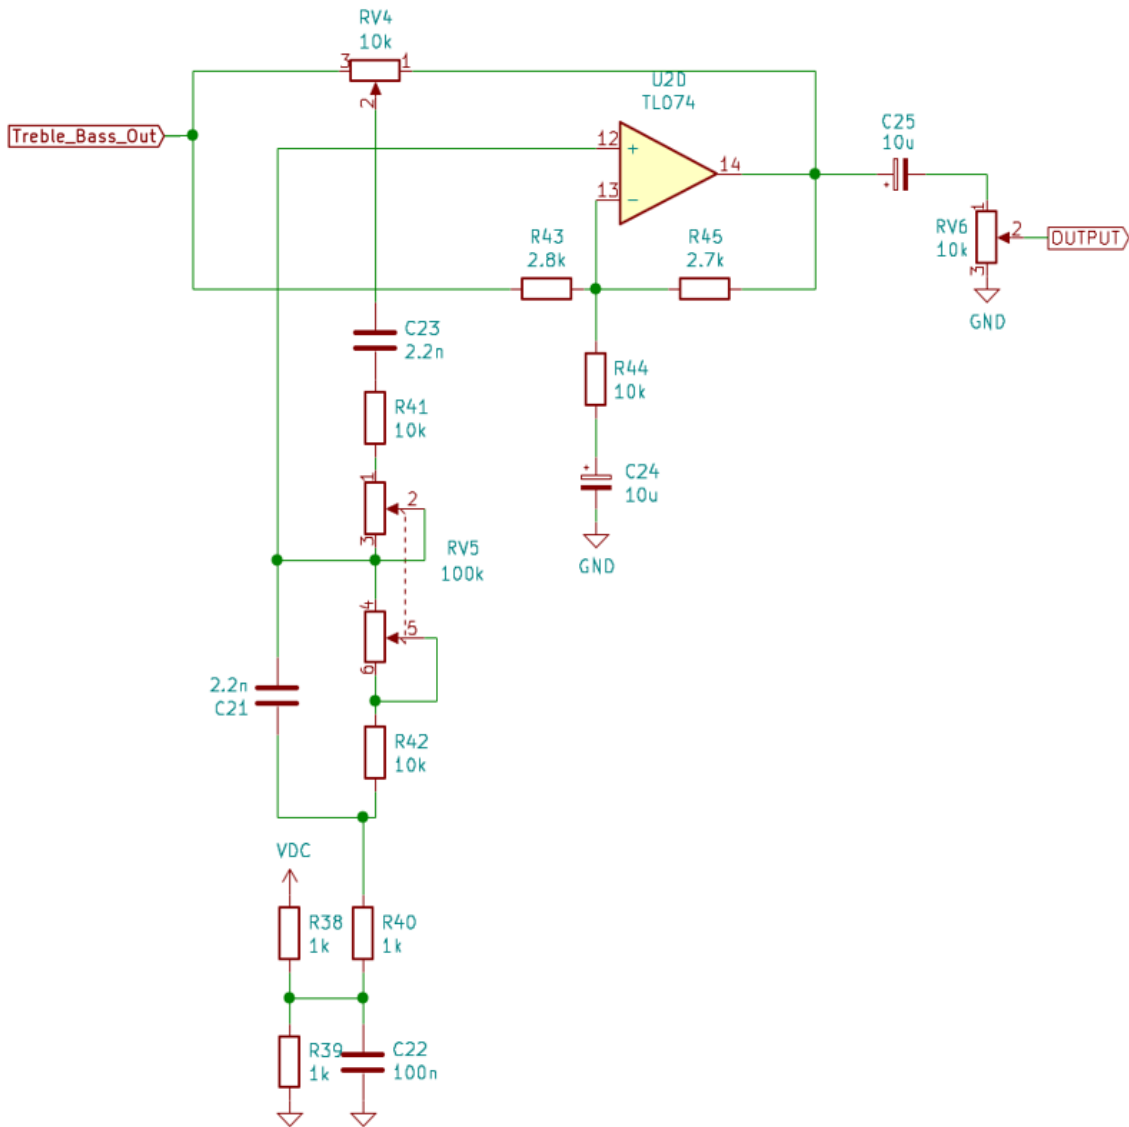 RV4
10k
3
1
2
U2D
TL074
Treble_Bass_Out
12
+
14
13
−
C25
10u
+
1
RV6
10k
2
OUTPUT
3
GND
R43
2.8k
R45
2.7k
C23
2.2n
R44
10k
R41
10k
+
C24
10u
1
2
3
GND
RV5
100k
4
5
6
2.2n
C21
R42
10k
VDC
R38
1k
R40
1k
R39
1k
C22
100n